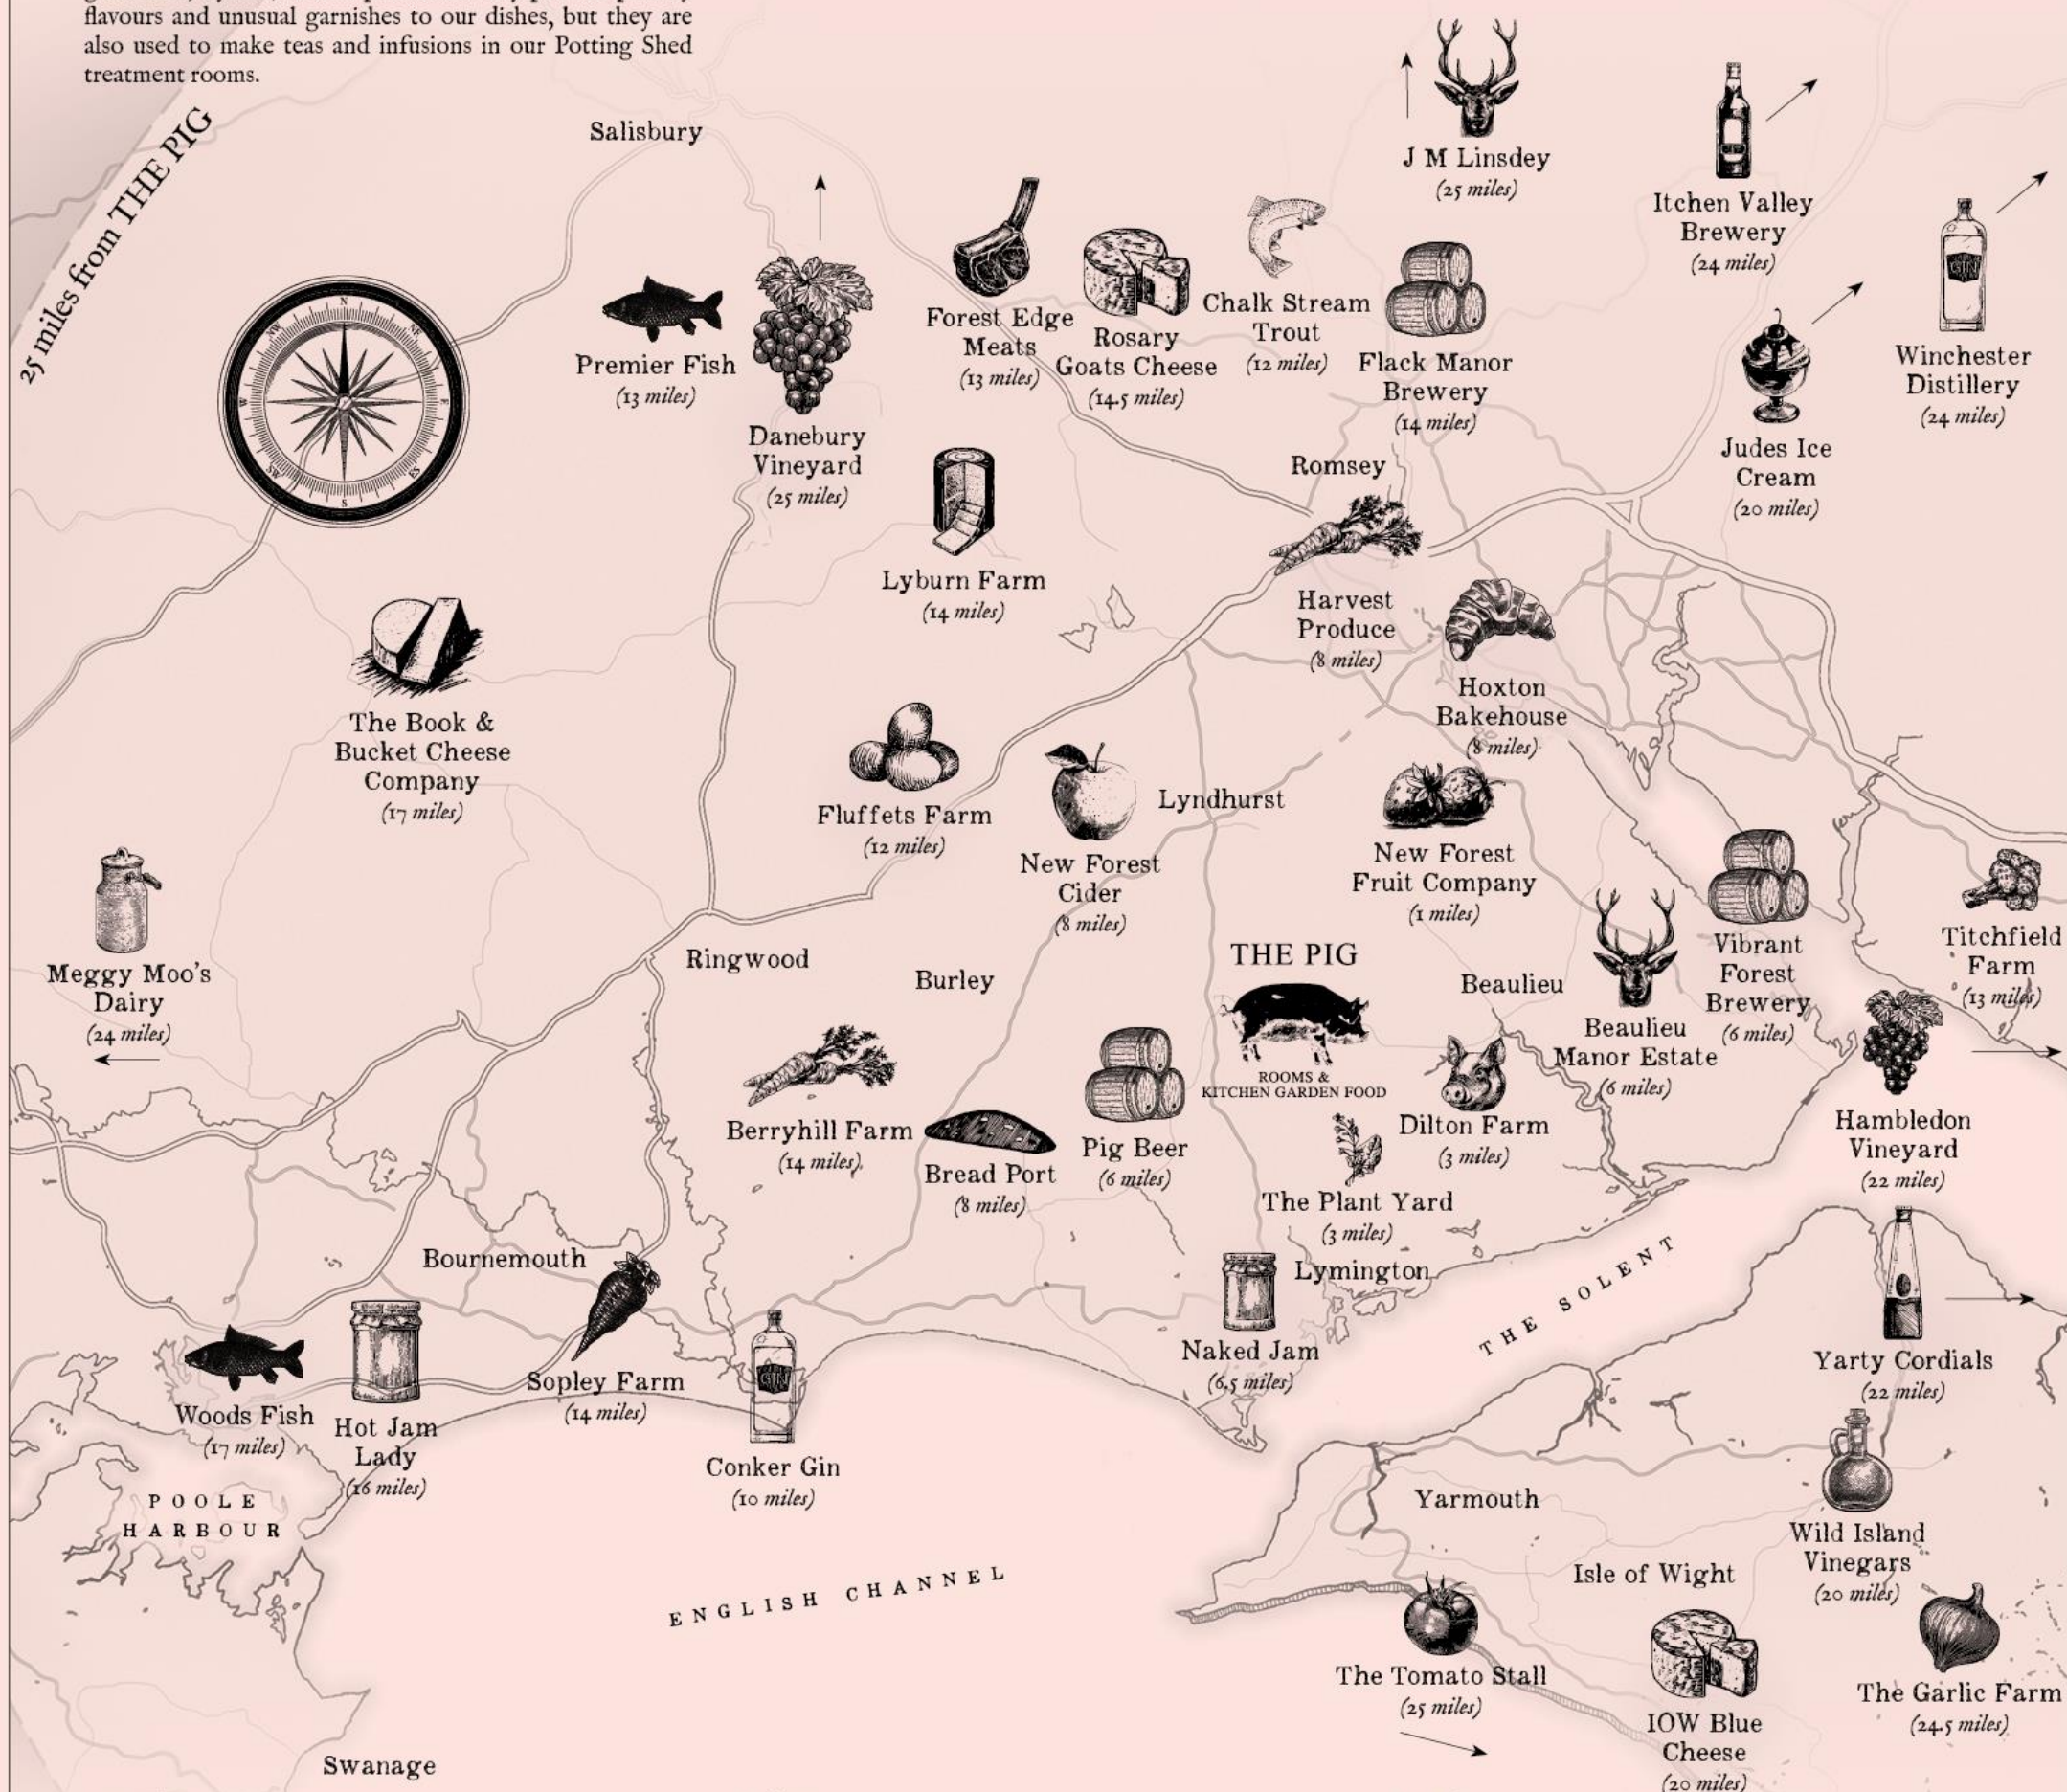 flavours and unusual garnishes to our dishes, but they are
also used to make teas and infusions in our Potting Shed
treatment rooms.
25 miles from THE PIG
Salisbury
J M Linsdey
(25 miles)
Itchen Valley
Brewery
(24 miles)
Winchester
Distillery
(24 miles)
Premier Fish
(13 miles)
Danebury
Vineyard
(25 miles)
Forest Edge
Meats
(13 miles)
Rosary
Goats Cheese
(14.5 miles)
Chalk Stream
Trout
(12 miles)
Flack Manor
Brewery
(14 miles)
Judes Ice
Cream
(20 miles)
N
NE
E
ES
S
SW
W
NW
GIN
Romsey
Lyburn Farm
(14 miles)
Harvest
Produce
(8 miles)
Hoxton
Bakehouse
(8 miles)
The Book &
Bucket Cheese
Company
(17 miles)
Fluffets Farm
(12 miles)
New Forest
Cider
(8 miles)
Lyndhurst
New Forest
Fruit Company
(1 miles)
Meggy Moo's
Dairy
(24 miles)
Ringwood
Burley
THE PIG
ROOMS &
KITCHEN GARDEN FOOD
Beaulieu
Beaulieu
Manor Estate
(6 miles)
Vibrant
Forest
Brewery
(6 miles)
Titchfield
Farm
(13 miles)
Berryhill Farm
(14 miles)
Bread Port
(8 miles)
Pig Beer
(6 miles)
Dilton Farm
(3 miles)
The Plant Yard
(3 miles)
Hambledon
Vineyard
(22 miles)
Bournemouth
Lymington
THE SOLENT
Naked Jam
(6.5 miles)
Yarty Cordials
(22 miles)
Woods Fish
(17 miles)
Hot Jam
Lady
(16 miles)
Sopley Farm
(14 miles)
GIN
Conker Gin
(10 miles)
POOLE
HARBOUR
Yarmouth
Wild Island
Vinegars
(20 miles)
ENGLISH CHANNEL
Isle of Wight
The Tomato Stall
(25 miles)
IOW Blue
Cheese
(20 miles)
The Garlic Farm
(24.5 miles)
Swanage